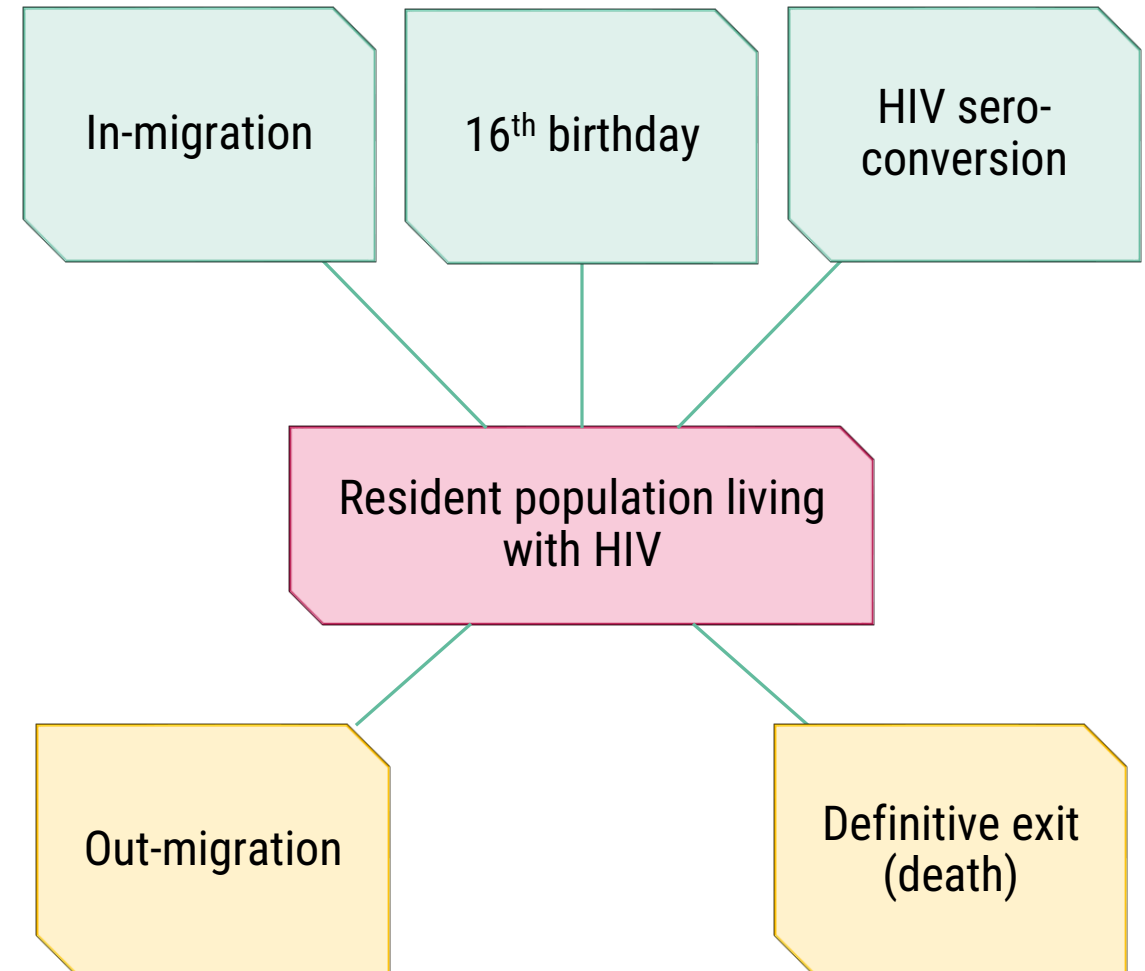 In-migration
16th birthday
HIV sero-
conversion
Resident population living
with HIV
Out-migration
Definitive exit
(death)